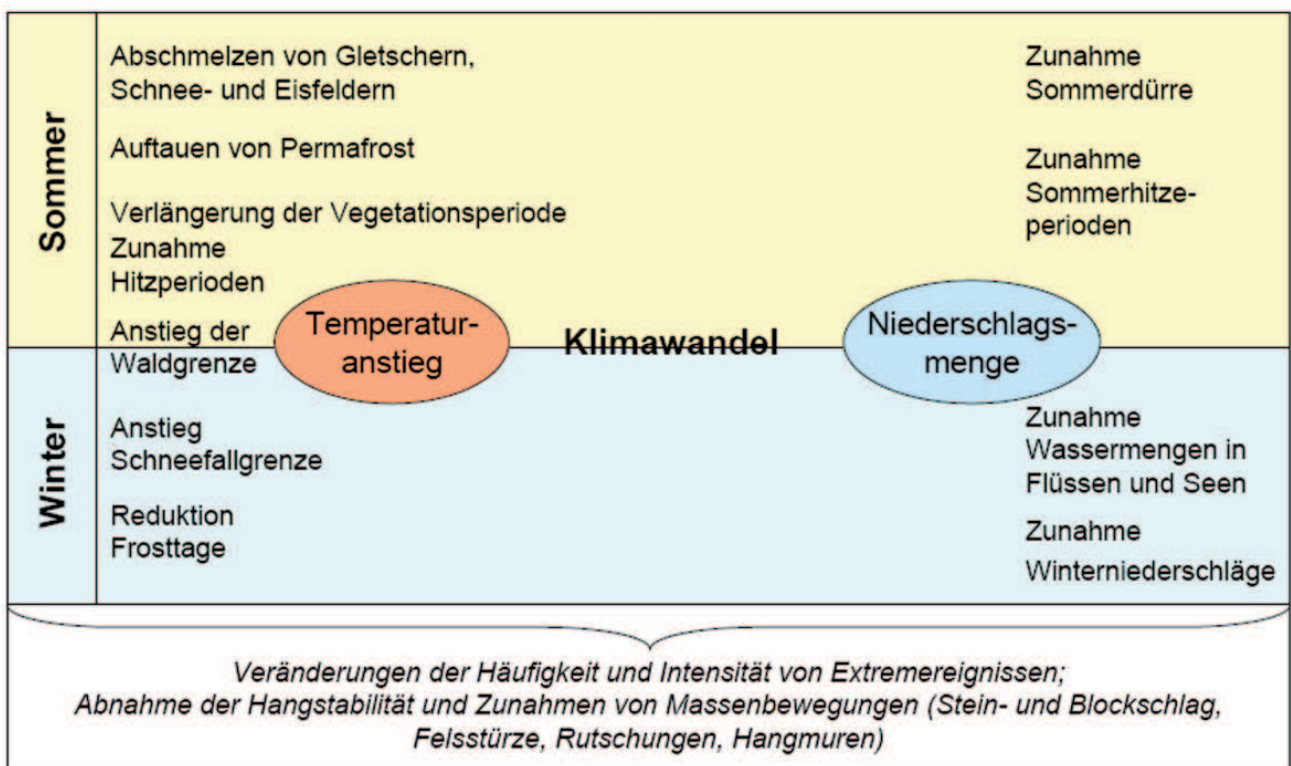 Sommer
Abschmelzen von Gletschern,
Schnee- und Eisfeldern
Auftauen von Permafrost
Verlängerung der Vegetationsperiode
Zunahme
Hitzperioden
Anstieg der
Waldgrenze
Temperatur-
anstieg
Klimawandel
Niederschlags-
menge
Zunahme
Sommerdürre
Zunahme
Sommerhitze-
perioden
Winter
Anstieg
Schneefallgrenze
Reduktion
Frosttage
Zunahme
Wassermengen in
Flüssen und Seen
Zunahme
Winterniederschläge
Veränderungen der Häufigkeit und Intensität von Extremereignissen;
Abnahme der Hangstabilität und Zunahmen von Massenbewegungen (Stein- und Blockschlag,
Felsstürze, Rutschungen, Hangmuren)